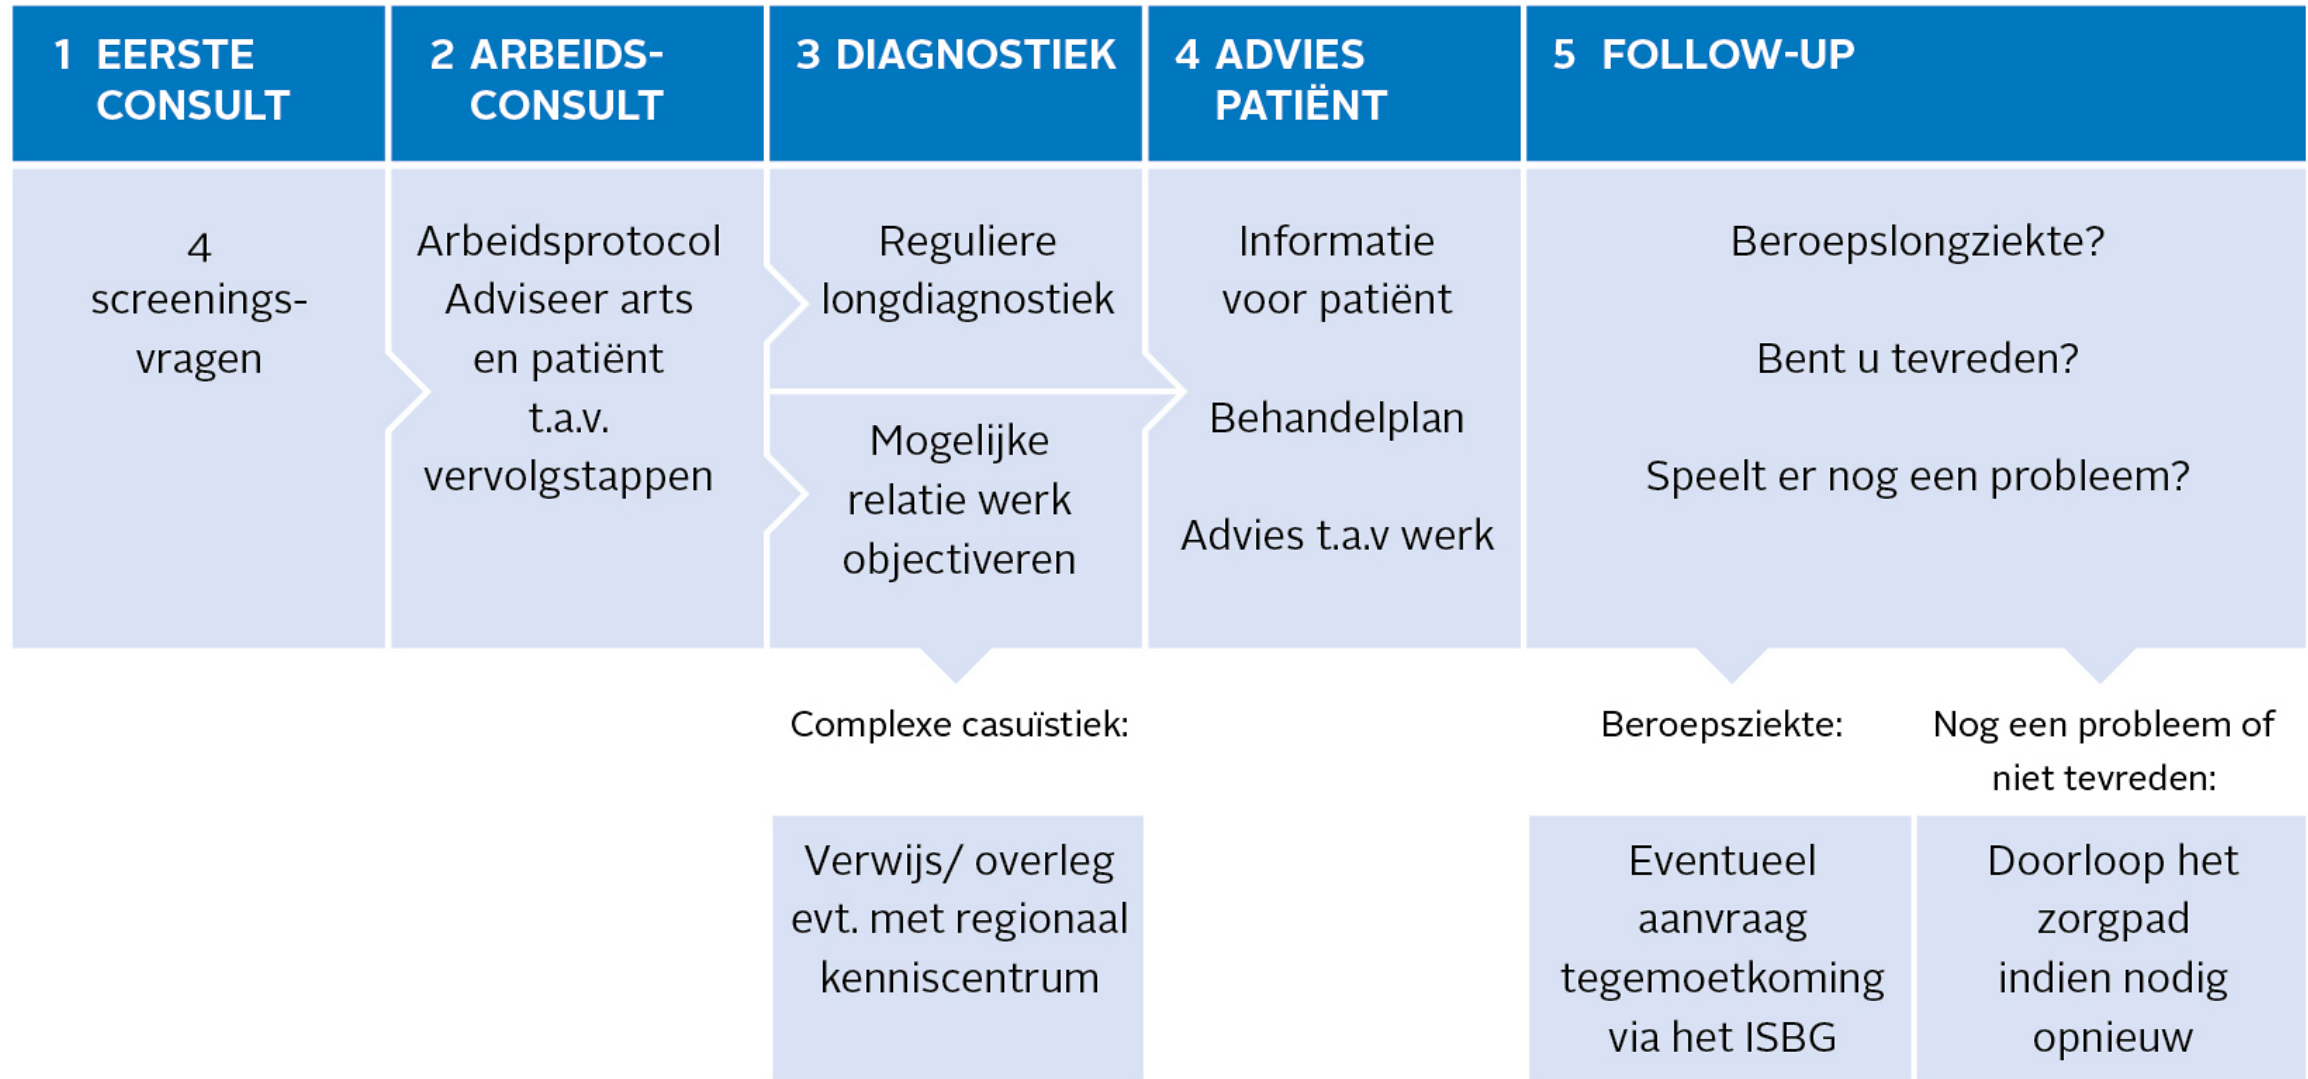 1 EERSTE
CONSULT
2 ARBEIDS-
CONSULT
3 DIAGNOSTIEK
4 ADVIES
PATIËNT
5 FOLLOW-UP
4
screenings-
vragen
Arbeidsprotocol
Adviseer arts
en patiënt
t.a.v.
vervolgstappen
Reguliere
longdiagnostiek
Mogelijke
relatie werk
objectiveren
Informatie
voor patiënt
Behandelplan
Advies t.a.v werk
Beroepslongziekte?
Bent u tevreden?
Speelt er nog een probleem?
Complexe casuïstiek:
Verwijs/ overleg
evt. met regionaal
kenniscentrum
Beroepsziekte:
Eventueel
aanvraag
tegemoetkoming
via het ISBG
Nog een probleem of
niet tevreden:
Doorloop het
zorgpad
indien nodig
opnieuw